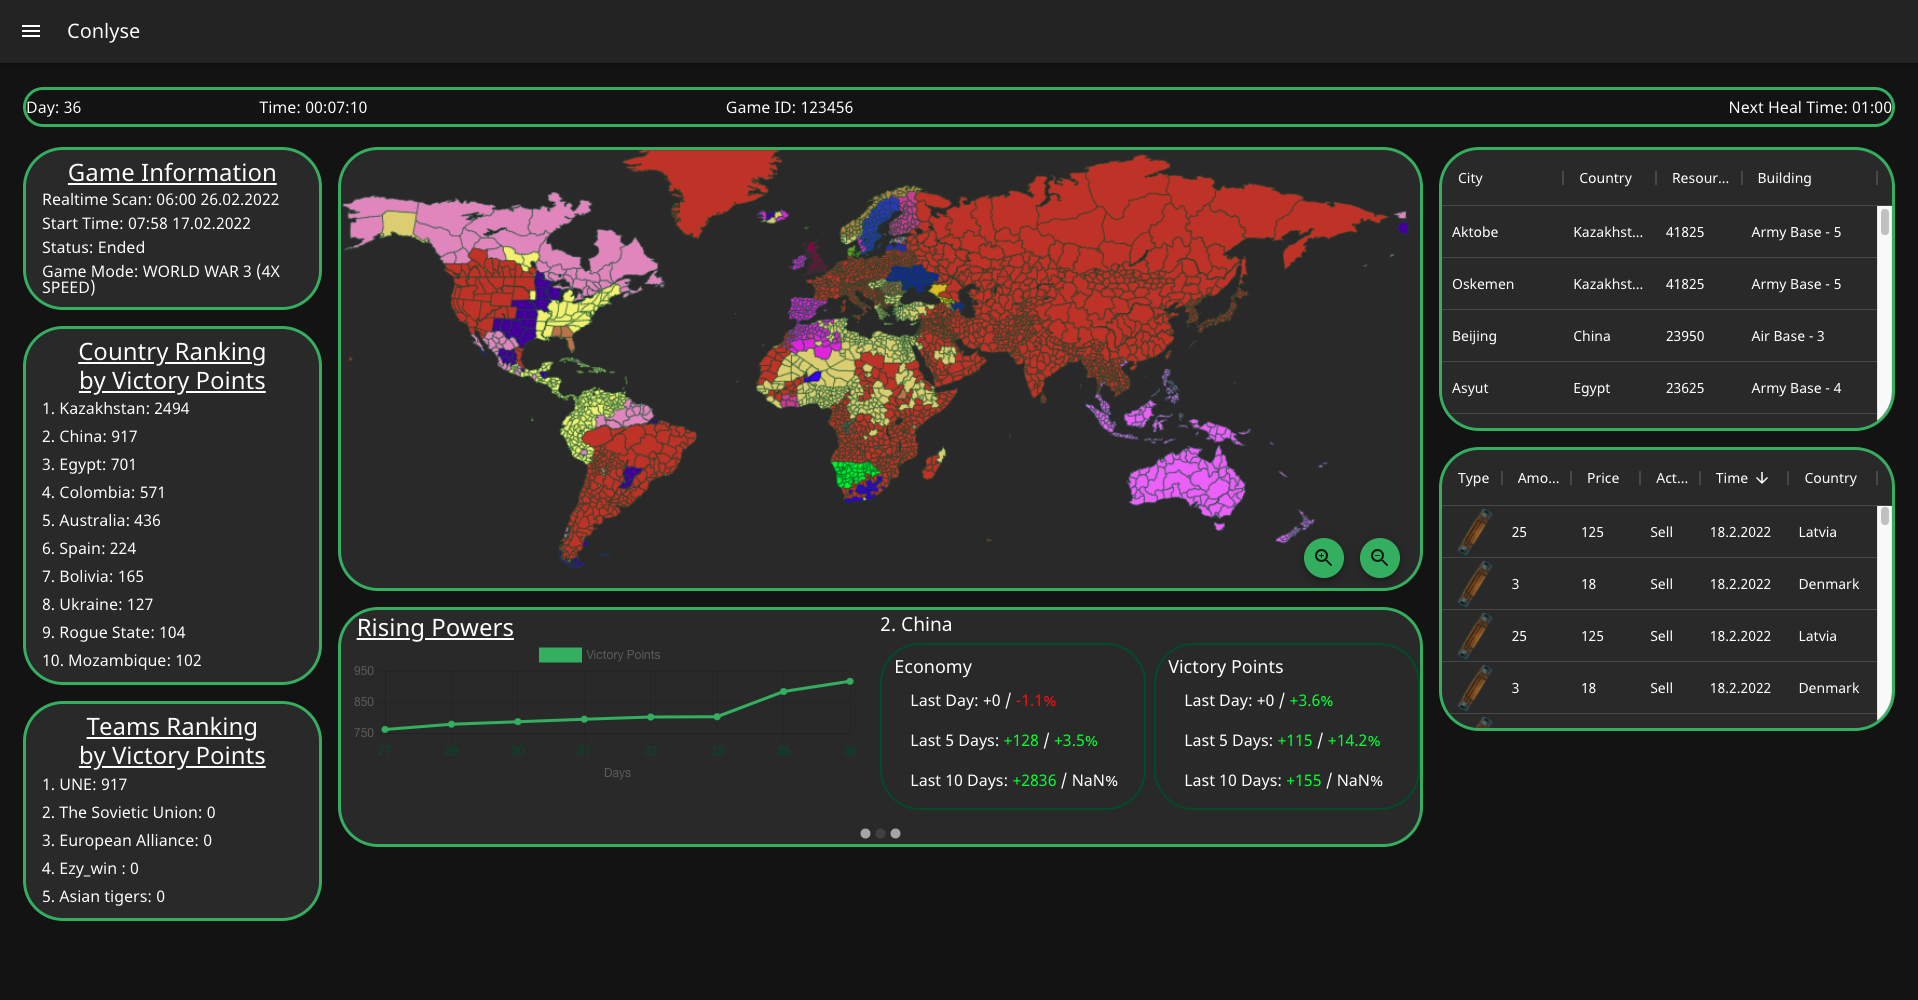 Conlyse
Day: 36
Time: 00:07:10
Game ID: 123456
Next Heal Time: 01:00
Game Information
Realtime Scan: 06:00 26.02.2022
Start Time: 07:58 17.02.2022
Status: Ended
Game Mode: WORLD WAR 3 (4X
SPEED)
Country Ranking
by Victory Points
1. Kazakhstan: 2494
2. China: 917
3. Egypt: 701
4. Colombia: 571
5. Australia: 436
6. Spain: 224
7. Bolivia: 165
8. Ukraine: 127
9. Rogue State: 104
10. Mozambique: 102
Teams Ranking
by Victory Points
1. UNE: 917
2. The Sovietic Union: 0
3. European Alliance: 0
4. Ezy_win : 0
5. Asian tigers: 0
Rising Powers
Victory Points
950
850
750
27 29 30 31 32 33 35 36
Days
2. China
Economy
Last Day: +0 / -1.1%
Last 5 Days: +128 / +3.5%
Last 10 Days: +2836 / NaN%
Victory Points
Last Day: +0 / +3.6%
Last 5 Days: +115 / +14.2%
Last 10 Days: +155 / NaN%
City Country Resour... Building
Aktobe Kazakhst... 41825 Army Base - 5
Oskemen Kazakhst... 41825 Army Base - 5
Beijing China 23950 Air Base - 3
Asyut Egypt 23625 Army Base - 4
Type Amo... Price Act... Time Country
25 125 Sell 18.2.2022 Latvia
3 18 Sell 18.2.2022 Denmark
25 125 Sell 18.2.2022 Latvia
3 18 Sell 18.2.2022 Denmark